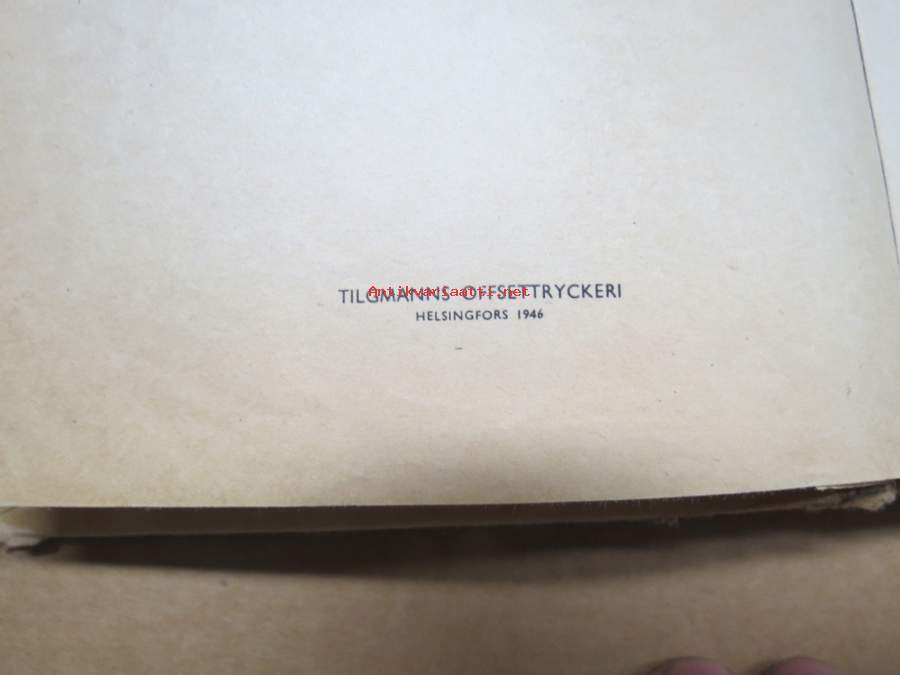 TILGMANNS OFFSETTRYCKERI
Antikvariaatti.net
HELSINGFORS 1946